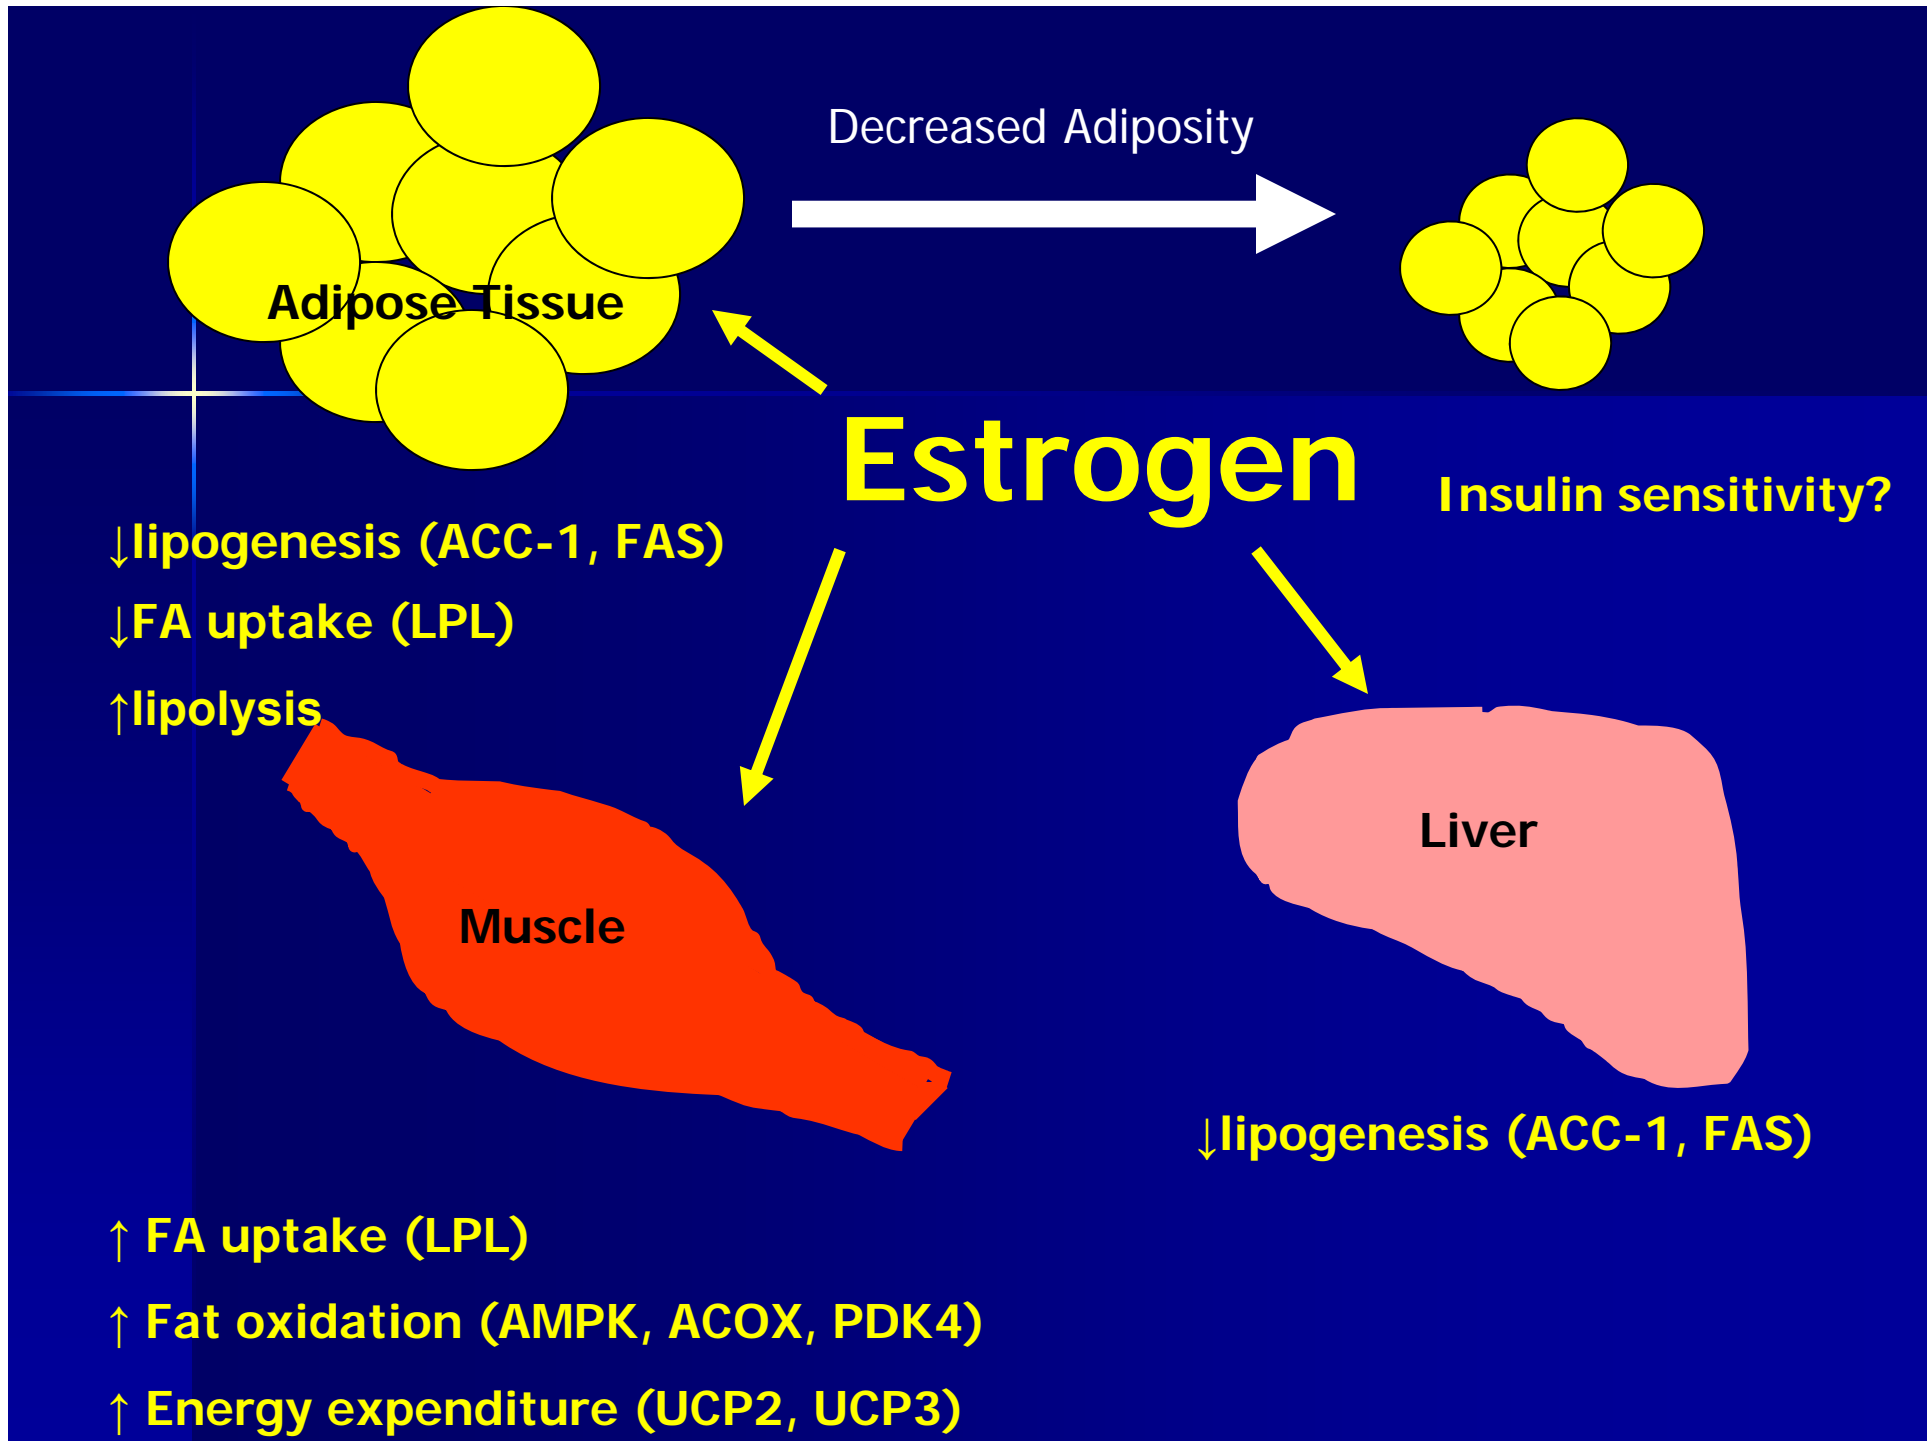 Decreased Adiposity
Adipose Tissue
Estrogen
Insulin sensitivity?
↓lipogenesis (ACC-1, FAS)
↓FA uptake (LPL)
↑lipolysis
Muscle
Liver
↓lipogenesis (ACC-1, FAS)
↑ FA uptake (LPL)
↑ Fat oxidation (AMPK, ACOX, PDK4)
↑ Energy expenditure (UCP2, UCP3)